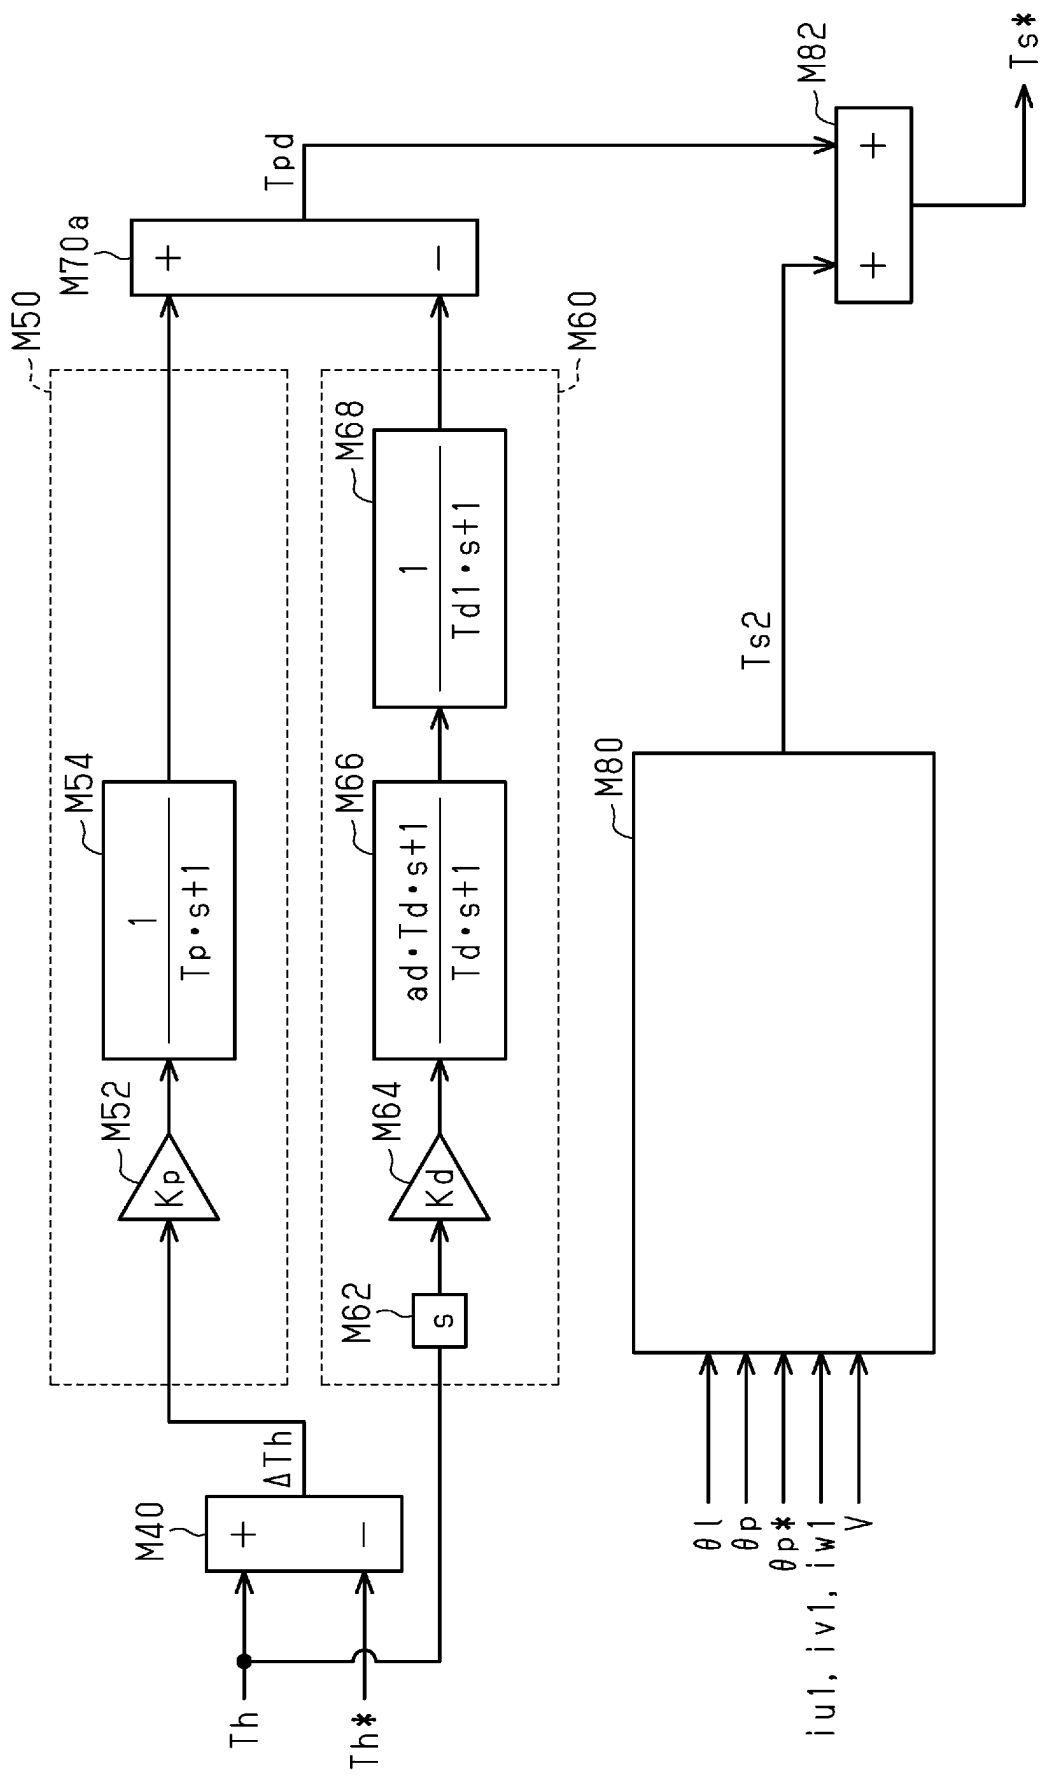 M50
M52
M54
M70a
Tpd
M40
ΔTh
Kp
1
Tp·s+1
+
−
Th
+
Th*
−
M62
s
M64
Kd
M66
ad·Td·s+1
Td·s+1
M68
1
Td1·s+1
M60
M80
Ts2
M82
+
+
Ts*
θl
θp
θp*
iu1, iv1, iw1
V